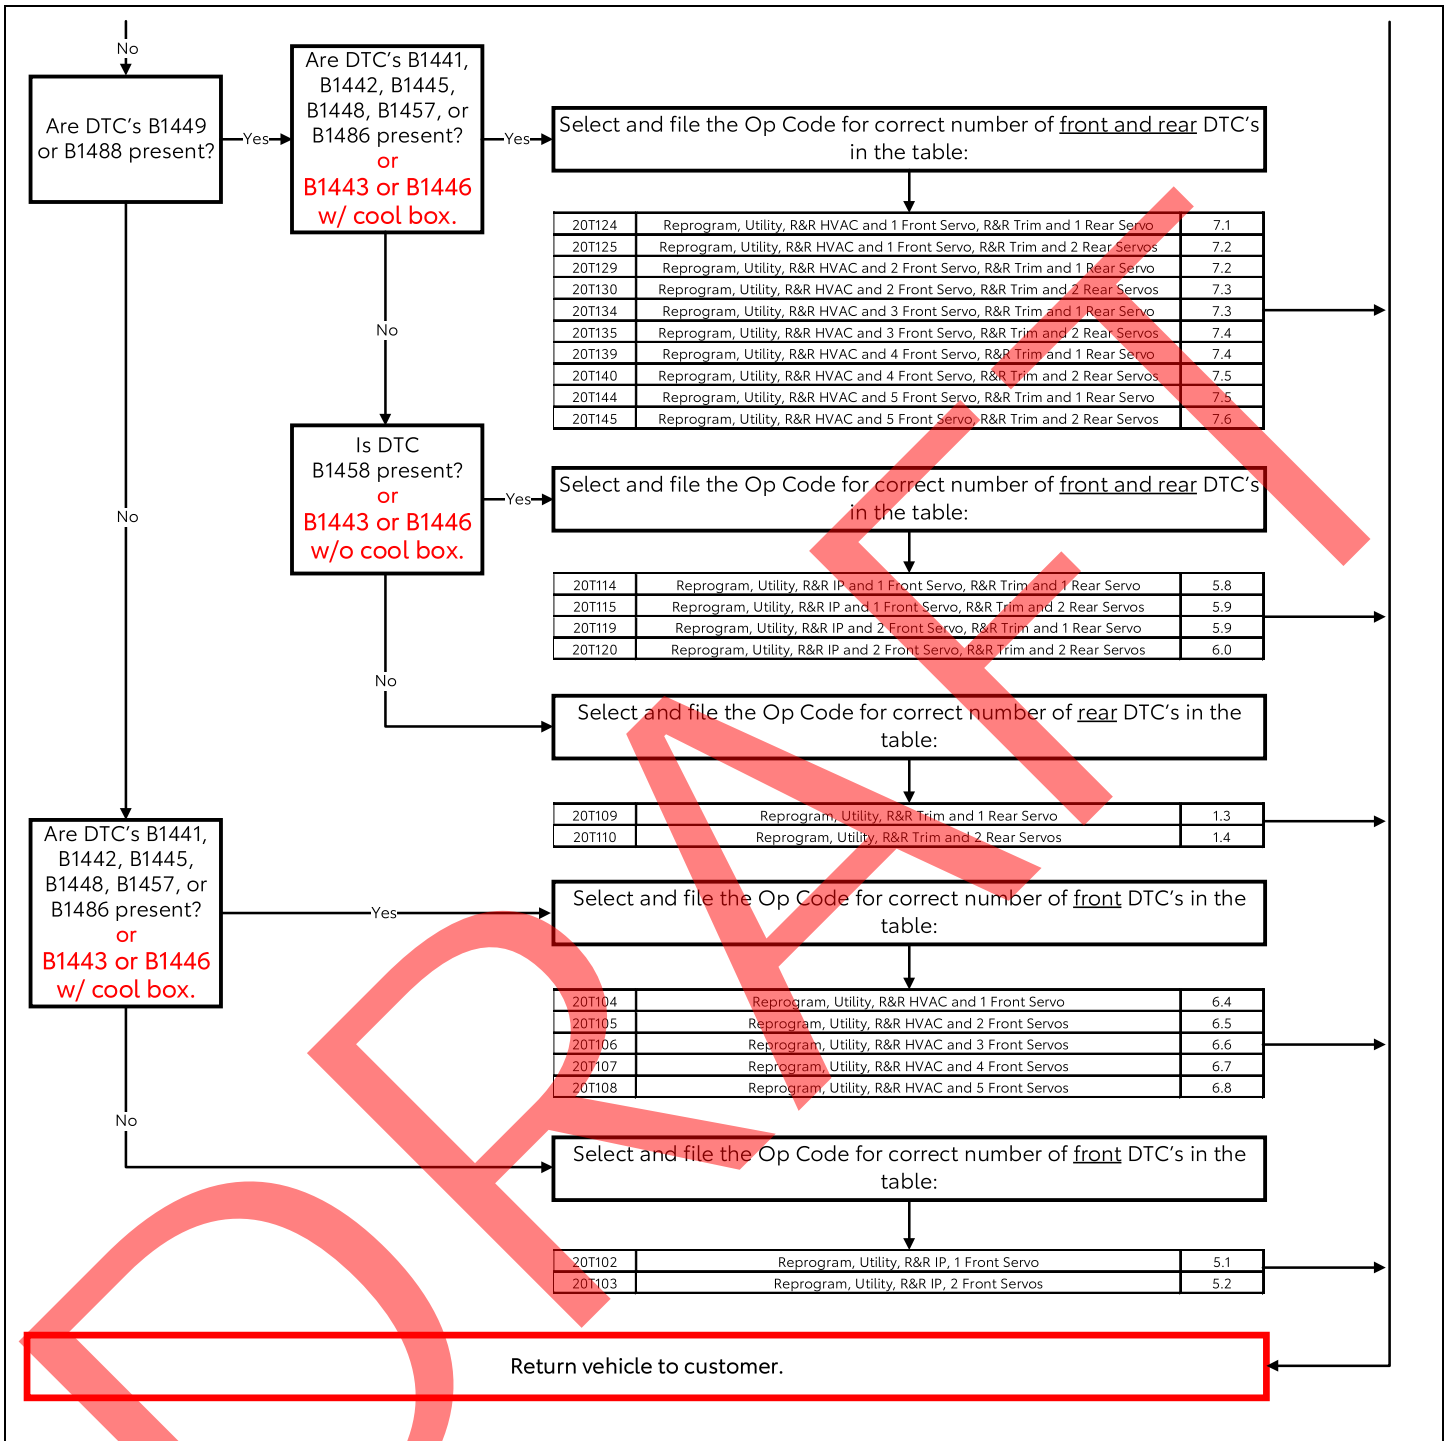 No
Are DTC's B1449
or B1488 present?
Yes
Are DTC's B1441,
B1442, B1445,
B1448, B1457, or
B1486 present?
or
B1443 or B1446
w/ cool box.
Yes
Select and file the Op Code for correct number of front and rear DTC's
in the table:
20T124 Reprogram, Utility, R&R HVAC and 1 Front Servo, R&R Trim and 1 Rear Servo 7.1
20T125 Reprogram, Utility, R&R HVAC and 1 Front Servo, R&R Trim and 2 Rear Servos 7.2
20T129 Reprogram, Utility, R&R HVAC and 2 Front Servo, R&R Trim and 1 Rear Servo 7.2
20T130 Reprogram, Utility, R&R HVAC and 2 Front Servo, R&R Trim and 2 Rear Servos 7.3
20T134 Reprogram, Utility, R&R HVAC and 3 Front Servo, R&R Trim and 1 Rear Servo 7.3
20T135 Reprogram, Utility, R&R HVAC and 3 Front Servo, R&R Trim and 2 Rear Servos 7.4
20T139 Reprogram, Utility, R&R HVAC and 4 Front Servo, R&R Trim and 1 Rear Servo 7.4
20T140 Reprogram, Utility, R&R HVAC and 4 Front Servo, R&R Trim and 2 Rear Servos 7.5
20T144 Reprogram, Utility, R&R HVAC and 5 Front Servo, R&R Trim and 1 Rear Servo 7.5
20T145 Reprogram, Utility, R&R HVAC and 5 Front Servo, R&R Trim and 2 Rear Servos 7.6
No
Is DTC
B1458 present?
or
B1443 or B1446
w/o cool box.
Yes
Select and file the Op Code for correct number of front and rear DTC's
in the table:
20T114 Reprogram, Utility, R&R IP and 1 Front Servo, R&R Trim and 1 Rear Servo 5.8
20T115 Reprogram, Utility, R&R IP and 1 Front Servo, R&R Trim and 2 Rear Servos 5.9
20T119 Reprogram, Utility, R&R IP and 2 Front Servo, R&R Trim and 1 Rear Servo 5.9
20T120 Reprogram, Utility, R&R IP and 2 Front Servo, R&R Trim and 2 Rear Servos 6.0
No
No
Select and file the Op Code for correct number of rear DTC's in the
table:
20T109 Reprogram, Utility, R&R Trim and 1 Rear Servo 1.3
20T110 Reprogram, Utility, R&R Trim and 2 Rear Servos 1.4
Are DTC's B1441,
B1442, B1445,
B1448, B1457, or
B1486 present?
or
B1443 or B1446
w/ cool box.
Yes
Select and file the Op Code for correct number of front DTC's in the
table:
20T104 Reprogram, Utility, R&R HVAC and 1 Front Servo 6.4
20T105 Reprogram, Utility, R&R HVAC and 2 Front Servos 6.5
20T106 Reprogram, Utility, R&R HVAC and 3 Front Servos 6.6
20T107 Reprogram, Utility, R&R HVAC and 4 Front Servos 6.7
20T108 Reprogram, Utility, R&R HVAC and 5 Front Servos 6.8
No
Select and file the Op Code for correct number of front DTC's in the
table:
20T102 Reprogram, Utility, R&R IP, 1 Front Servo 5.1
20T103 Reprogram, Utility, R&R IP, 2 Front Servos 5.2
Return vehicle to customer.
DRAFT